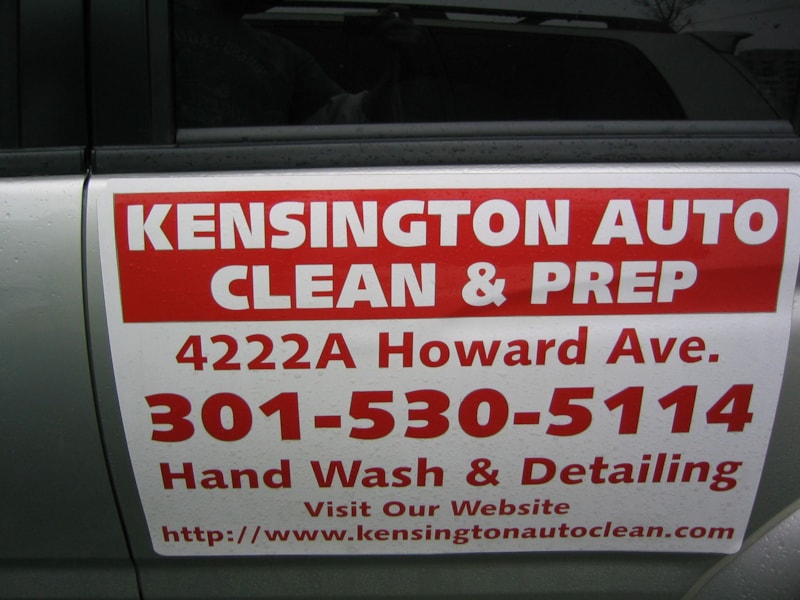 KENSINGTON AUTO
CLEAN & PREP
4222A Howard Ave.
301-530-5114
Hand Wash & Detailing
Visit Our Website
http://www.kensingtonautoclean.com